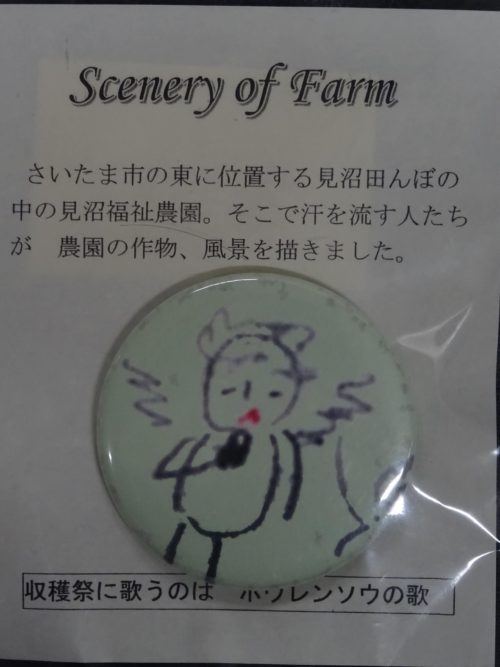 Scenery of Farm
さいたま市の東に位置する見沼田んぼの
中の見沼福祉農園。そこで汗を流す人たち
が　農園の作物、風景を描きました。
収穫祭に歌うのは　ホウレンソウの歌